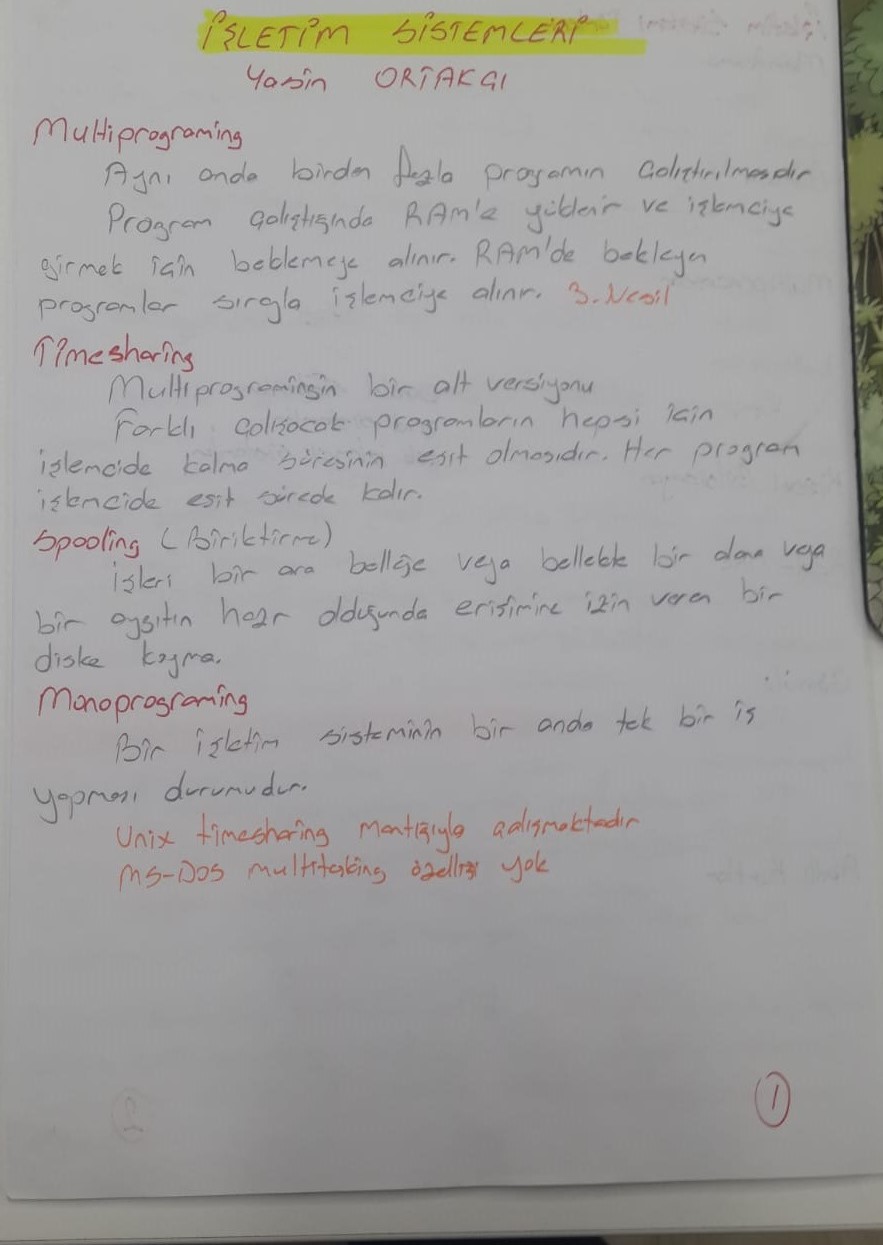 İŞLETİM SİSTEMLERİ
Yasin ORTAKCI
Multiprograming
Aynı anda birden fazla programın çalıştırılmasıdır
Program çalıştığında RAM'e yüklenir ve işlemciye
girmek için beklemeye alınır. RAM'de bekleyen
programlar sırayla işlemciye alınır. 3. Nesil
Timesharing
Multiprogramingin bir alt versiyonu
Farklı çalışacak programların hepsi için
işlemcide kalma süresinin eşit olmasıdır. Her program
işlemcide eşit sürede kalır.
Spooling (Biriktirme)
İşleri bir ara belleğe veya bellekte bir alana veya
bir aygıtın hazır olduğunda erişimine izin veren bir
diske koyma.
Monoprograming
Bir işletim sisteminin bir anda tek bir iş
yapması durumudur.
Unix timesharing mantığıyla çalışmaktadır
MS-DOS multitasking özelliği yok
1
2